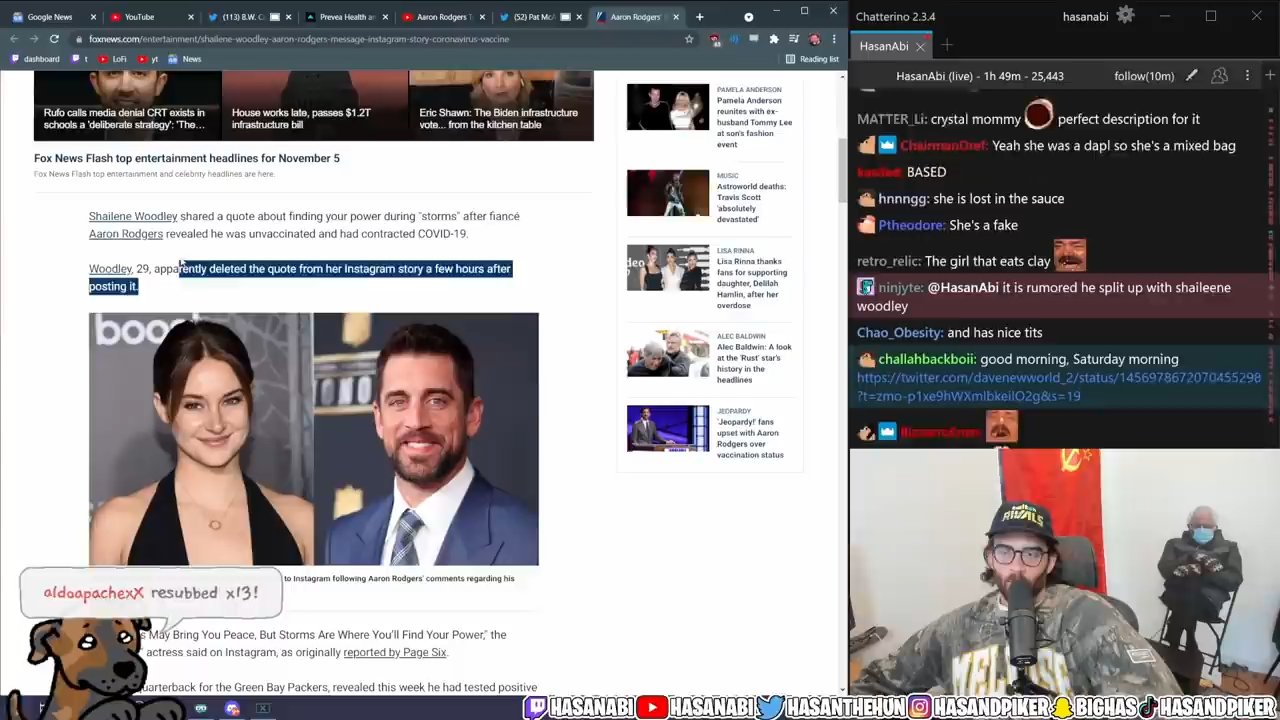 Google News
YouTube
(113) B.W. C
Prevea Health an
Aaron Rodgers T
(52) Pat McA
Aaron Rodgers'
foxnews.com/entertainment/shailene-woodley-aaron-rodgers-message-instagram-story-coronavirus-vaccine
dashboard
t
LoFi
yt
News
Reading list
Rufo calls media denial CRT exists in
schools a 'deliberate strategy': 'The…
House works late, passes $1.2T
infrastructure bill
Eric Shawn: The Biden infrastructure
vote... from the kitchen table
Fox News Flash top entertainment headlines for November 5
Fox News Flash top entertainment and celebrity headlines are here.
Shailene Woodley shared a quote about finding your power during "storms" after fiancé
Aaron Rodgers revealed he was unvaccinated and had contracted COVID-19.
Woodley, 29, apparently deleted the quote from her Instagram story a few hours after
posting it.
to Instagram following Aaron Rodgers' comments regarding his
May Bring You Peace, But Storms Are Where You'll Find Your Power," the
actress said on Instagram, as originally reported by Page Six.
quarterback for the Green Bay Packers, revealed this week he had tested positive
aldoapachexX resubbed x13!
PAMELA ANDERSON
Pamela Anderson
reunites with ex-
husband Tommy Lee
at son's fashion
event
MUSIC
Astroworld deaths:
Travis Scott
'absolutely
devastated'
LISA RINNA
Lisa Rinna thanks
fans for supporting
daughter, Delilah
Hamlin, after her
overdose
ALEC BALDWIN
Alec Baldwin: A look
at the 'Rust' star's
history in the
headlines
JEOPARDY
'Jeopardy!' fans
upset with Aaron
Rodgers over
vaccination status
Chatterino 2.3.4
hasanabi
HasanAbi
HasanAbi (live) - 1h 49m - 25,443
follow(10m)
MATTER_Li: crystal mommy perfect description for it
ChairmanDorf: Yeah she was a dapl so she's a mixed bag
BASED
hnnngg: she is lost in the sauce
Ptheodore: She's a fake
retro_relic: The girl that eats clay
ninjyte: @HasanAbi it is rumored he split up with shaileene
woodley
Chao_Obesity: and has nice tits
challahbackboii: good morning, Saturday morning
TWITCH
RIVALS
HASANABI
HASANABI
HASANTHEHUN
HASANDPIKER
BIGHAS
HASANDPIKER